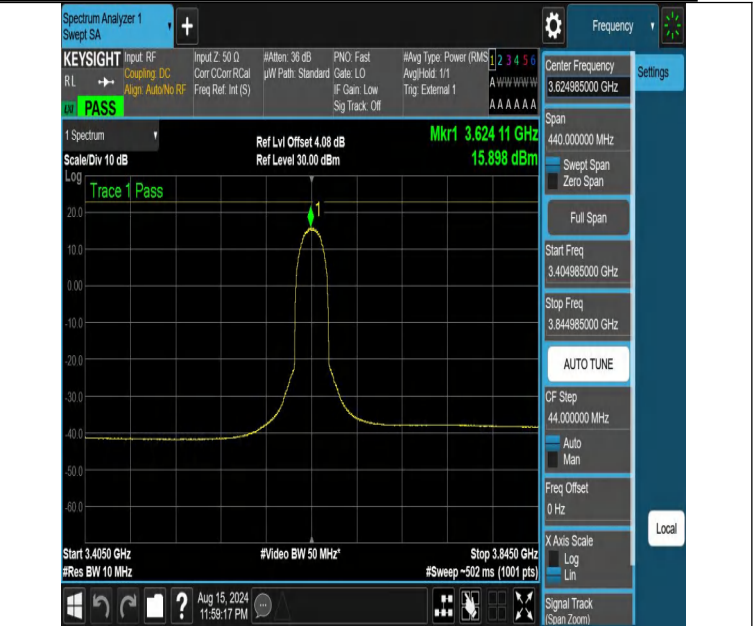 Spectrum Analyzer 1
Swept SA
Frequency
KEYSIGHT
RL
PASS
Input: RF
Coupling: DC
Align: Auto/No RF
Input Z: 50 Ω
Corr CCorr RCal
Freq Ref: Int (S)
#Atten: 36 dB
µW Path: Standard
PNO: Fast
Gate: LO
IF Gain: Low
Sig Track: Off
#Avg Type: Power (RMS
Avg|Hold: 1/1
Trig: External 1
1 2 3 4 5 6
A W W W W W
A A A A A A
1 Spectrum
Scale/Div 10 dB
Ref Lvl Offset 4.08 dB
Ref Level 30.00 dBm
Mkr1 3.624 11 GHz
15.898 dBm
Log
Trace 1 Pass
1
20.0
10.0
0.00
-10.0
-20.0
-30.0
-40.0
-50.0
-60.0
Start 3.4050 GHz
#Res BW 10 MHz
#Video BW 50 MHz*
Stop 3.8450 GHz
#Sweep ~502 ms (1001 pts)
Center Frequency
3.624985000 GHz
Settings
Span
440.000000 MHz
Swept Span
Zero Span
Full Span
Start Freq
3.404985000 GHz
Stop Freq
3.844985000 GHz
AUTO TUNE
CF Step
44.000000 MHz
Auto
Man
Freq Offset
0 Hz
X Axis Scale
Log
Lin
Local
Signal Track
(Span Zoom)
Aug 15, 2024
11:59:17 PM